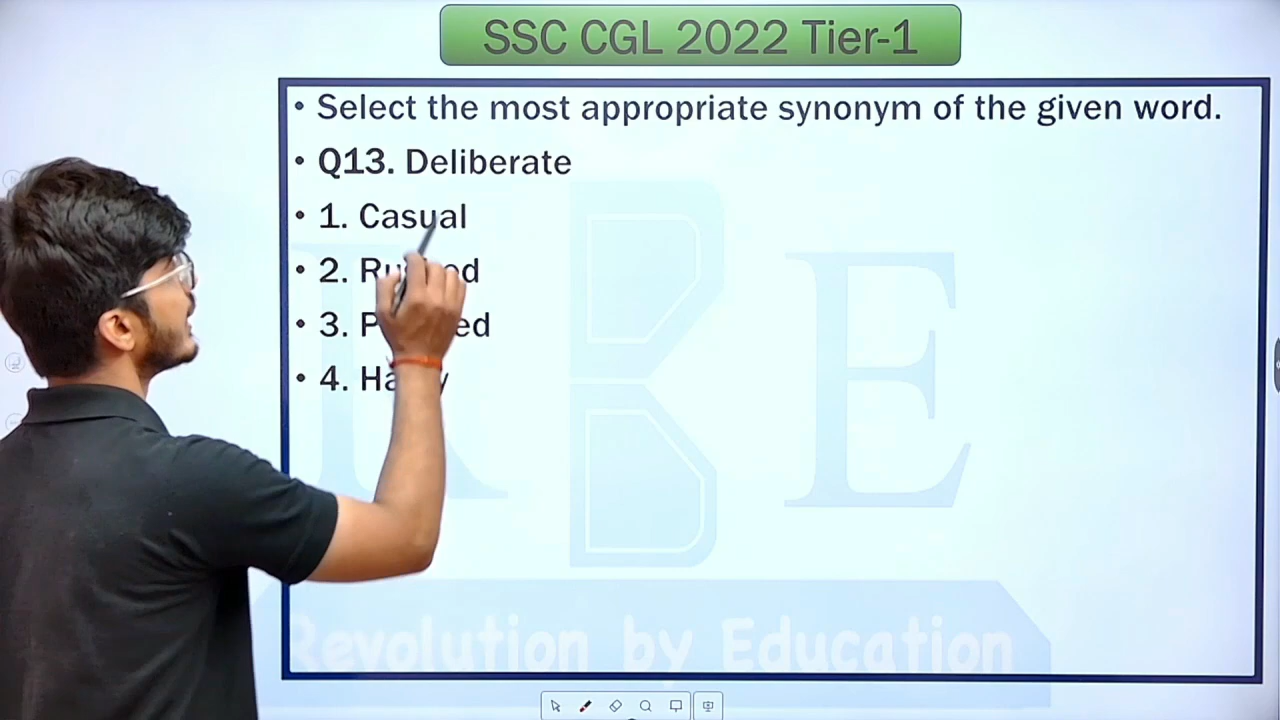 SSC CGL 2022 Tier-1
• Select the most appropriate synonym of the given word.
• Q13. Deliberate
• 1. Casual
• 2.
• 3.
• 4.
E
Revolution by Education